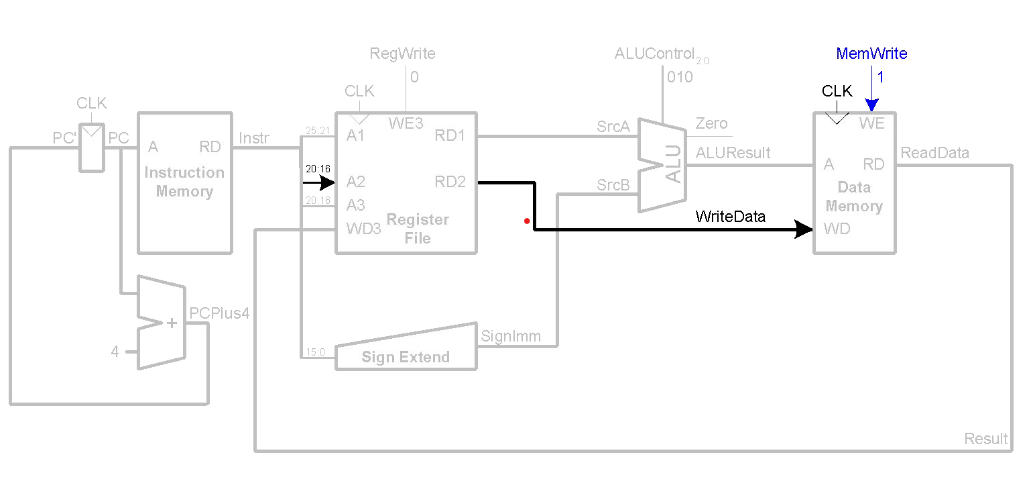 RegWrite
ALUControl2:0
MemWrite
0
010
1
CLK
CLK
CLK
PC'
PC
A
RD
Instr
Instruction
Memory
25:21
A1
WE3
RD1
20:16
A2
RD2
20:16
A3
WD3
Register
File
SrcA
SrcB
ALU
Zero
ALUResult
WriteData
WE
A
RD
Data
Memory
WD
ReadData
+
PCPlus4
4
15:0
Sign Extend
SignImm
Result